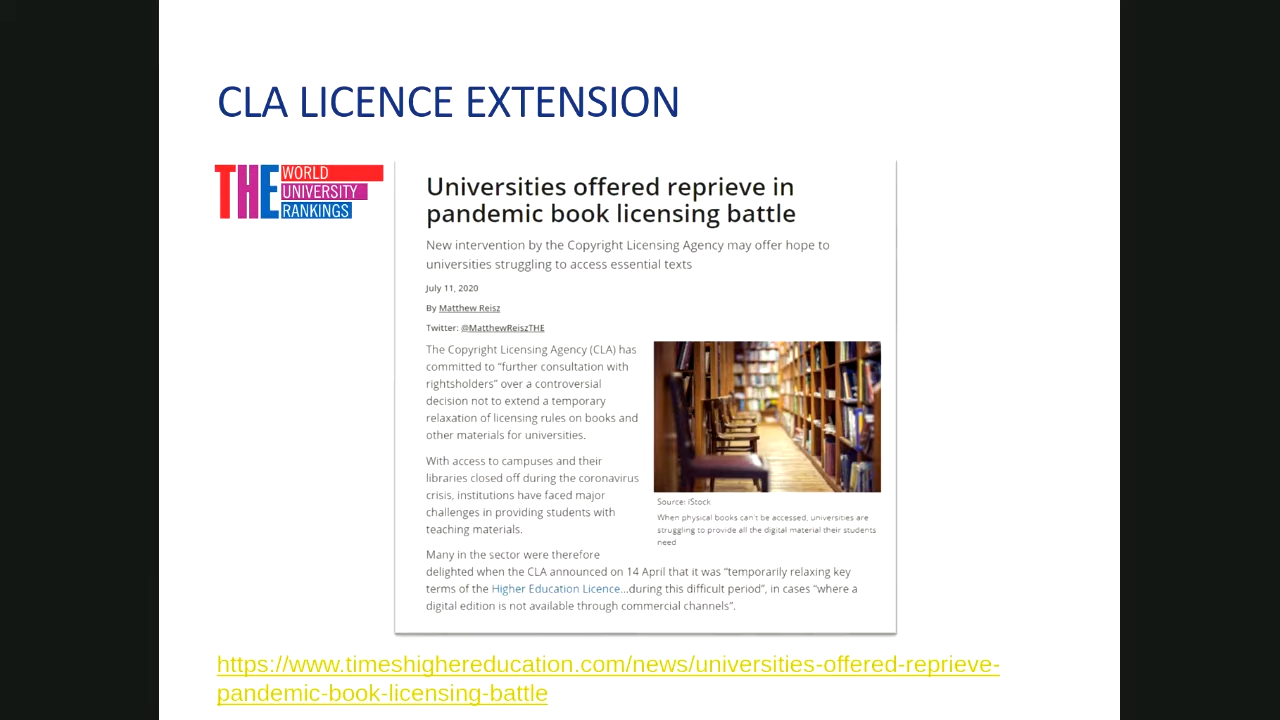 CLA LICENCE EXTENSION
THE WORLD
UNIVERSITY
RANKINGS
Universities offered reprieve in
pandemic book licensing battle
New intervention by the Copyright Licensing Agency may offer hope to
universities struggling to access essential texts
July 11, 2020
By Matthew Reisz
Twitter: @MatthewReiszTHE
The Copyright Licensing Agency (CLA) has
committed to “further consultation with
rightsholders” over a controversial
decision not to extend a temporary
relaxation of licensing rules on books and
other materials for universities.
With access to campuses and their
libraries closed off during the coronavirus
crisis, institutions have faced major
challenges in providing students with
teaching materials.
Source: iStock
When physical books can't be accessed, universities are
struggling to provide all the digital material their students
need
Many in the sector were therefore
delighted when the CLA announced on 14 April that it was “temporarily relaxing key
terms of the Higher Education Licence...during this difficult period”, in cases “where a
digital edition is not available through commercial channels”.
https://www.timeshighereducation.com/news/universities-offered-reprieve-
pandemic-book-licensing-battle